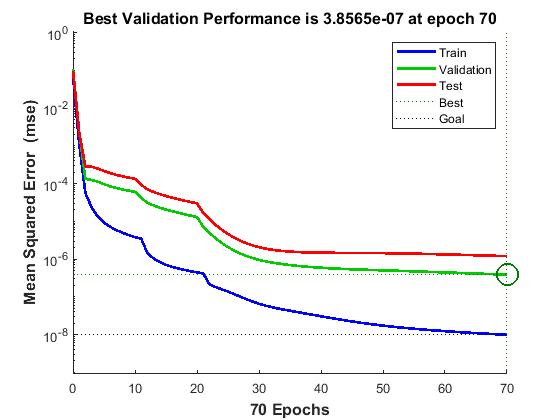 Best Validation Performance is 3.8565e-07 at epoch 70
10^0
10^-2
10^-4
10^-6
10^-8
Mean Squared Error (mse)
Train
Validation
Test
Best
Goal
0 10 20 30 40 50 60 70
70 Epochs